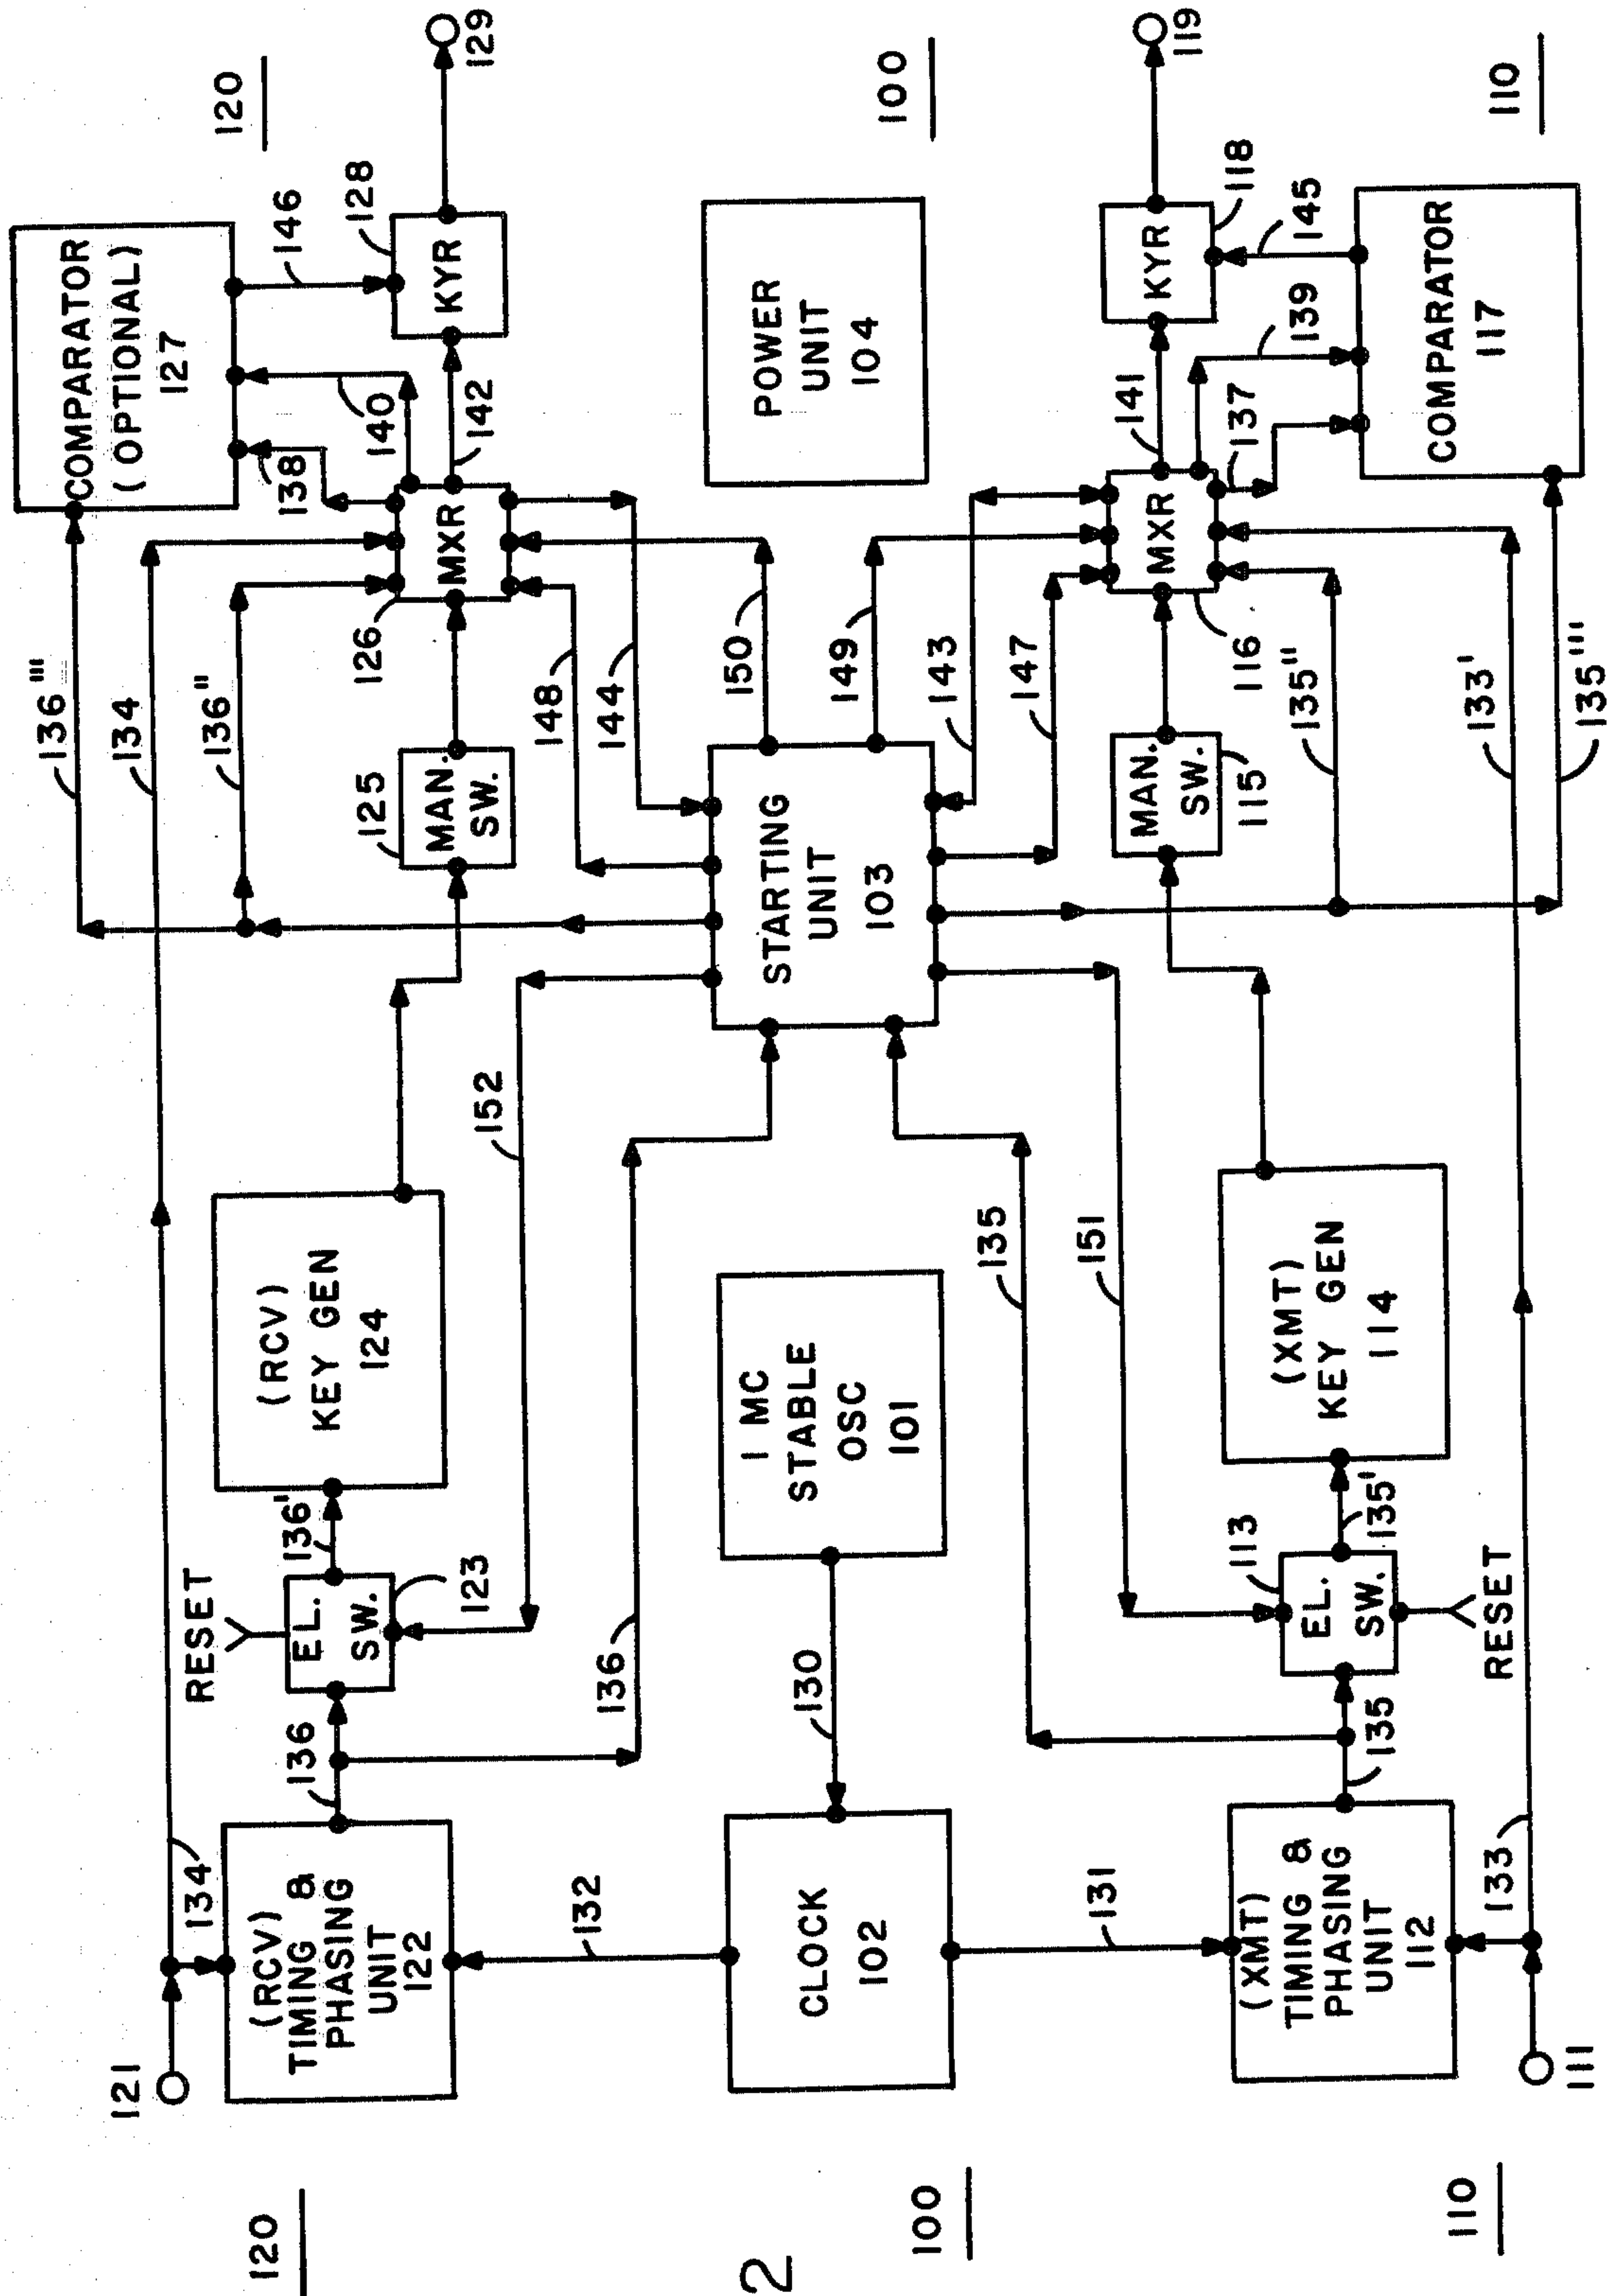 120
121
134
(RCV)
TIMING &
PHASING
UNIT
122
136
RESET
EL.
SW.
123
136'
(RCV)
KEY GEN
124
136
152
136'''
134
136''
125
MAN.
SW.
126
MXR
148
144
138
140
142
COMPARATOR
(OPTIONAL)
127
146
128
KYR
129
120
2
100
132
CLOCK
102
131
130
1 MC
STABLE
OSC
101
STARTING
UNIT
103
150
149
143
147
POWER
UNIT
104
100
110
111
133
(XMT)
TIMING &
PHASING
UNIT
112
135
RESET
EL.
SW.
113
135'
(XMT)
KEY GEN
114
151
135
MAN.
SW.
115
MXR
116
135''
133'
135'''
141
139
137
KYR
118
145
COMPARATOR
117
119
110